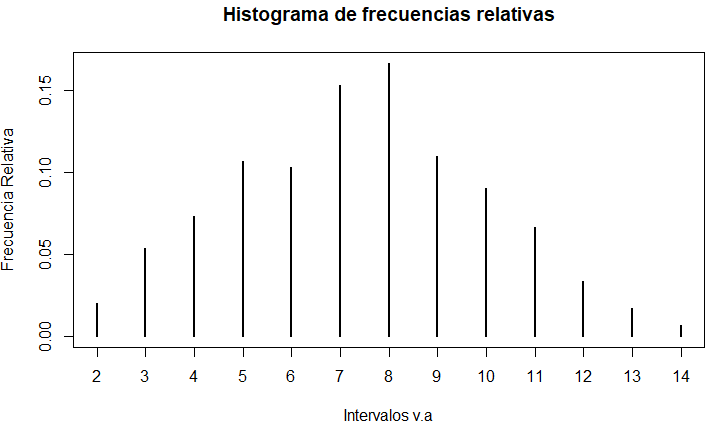 Histograma de frecuencias relativas
Frecuencia Relativa
0.15
0.10
0.05
0.00
2 3 4 5 6 7 8 9 10 11 12 13 14
Intervalos v.a